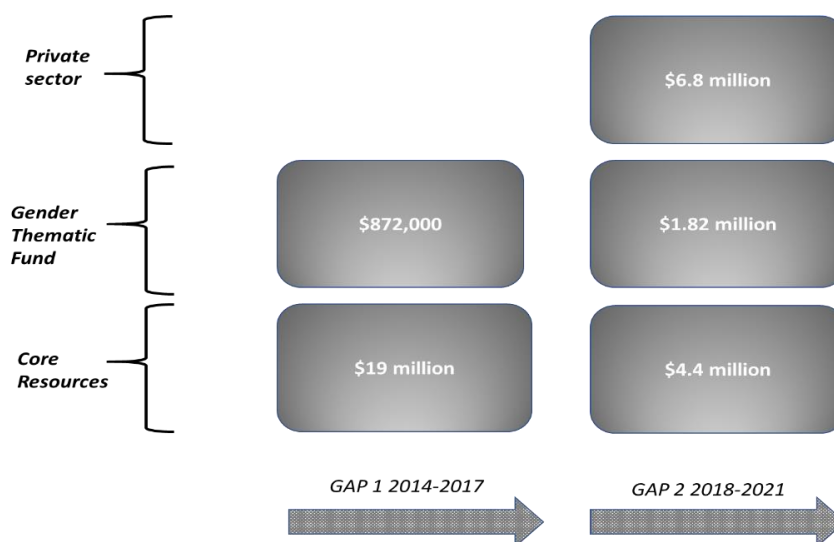 Private
sector
$6.8 million
Gender
Thematic
Fund
$872,000
$1.82 million
Core
Resources
$19 million
$4.4 million
GAP 1 2014-2017
GAP 2 2018-2021